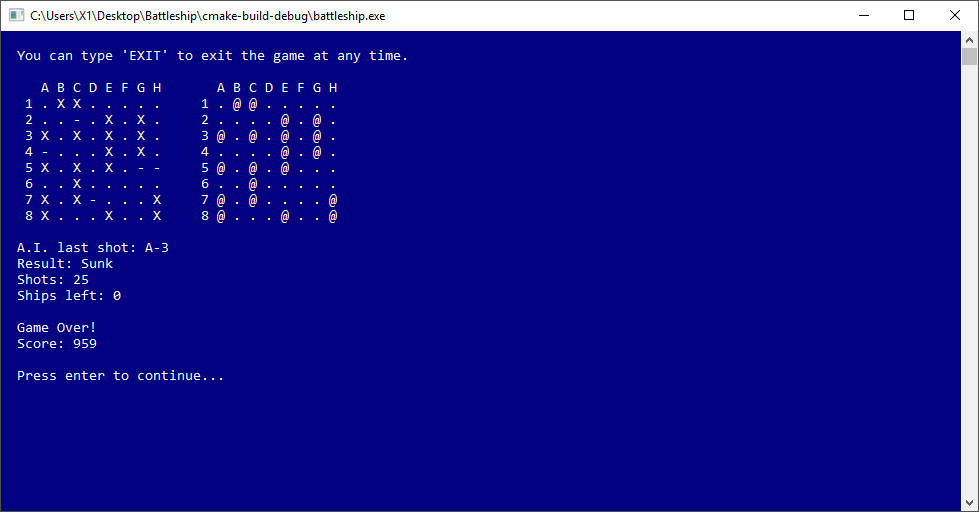 C:\Users\X1\Desktop\Battleship\cmake-build-debug\battleship.exe
You can type 'EXIT' to exit the game at any time.
A B C D E F G H     A B C D E F G H
1 . X X . . . . .     1 . @ @ . . . . .
2 . . - . X . X .     2 . . . . @ . @ .
3 X . X . X . X .     3 @ . @ . @ . @ .
4 - . . . X . X .     4 . . . . @ . @ .
5 X . X . X . - -     5 @ . @ . @ . . .
6 . . X . . . . .     6 . . @ . . . . .
7 X . X - . . . X     7 @ . @ . . . . @
8 X . . . X . . X     8 @ . . . @ . . @
A.I. last shot: A-3
Result: Sunk
Shots: 25
Ships left: 0
Game Over!
Score: 959
Press enter to continue...